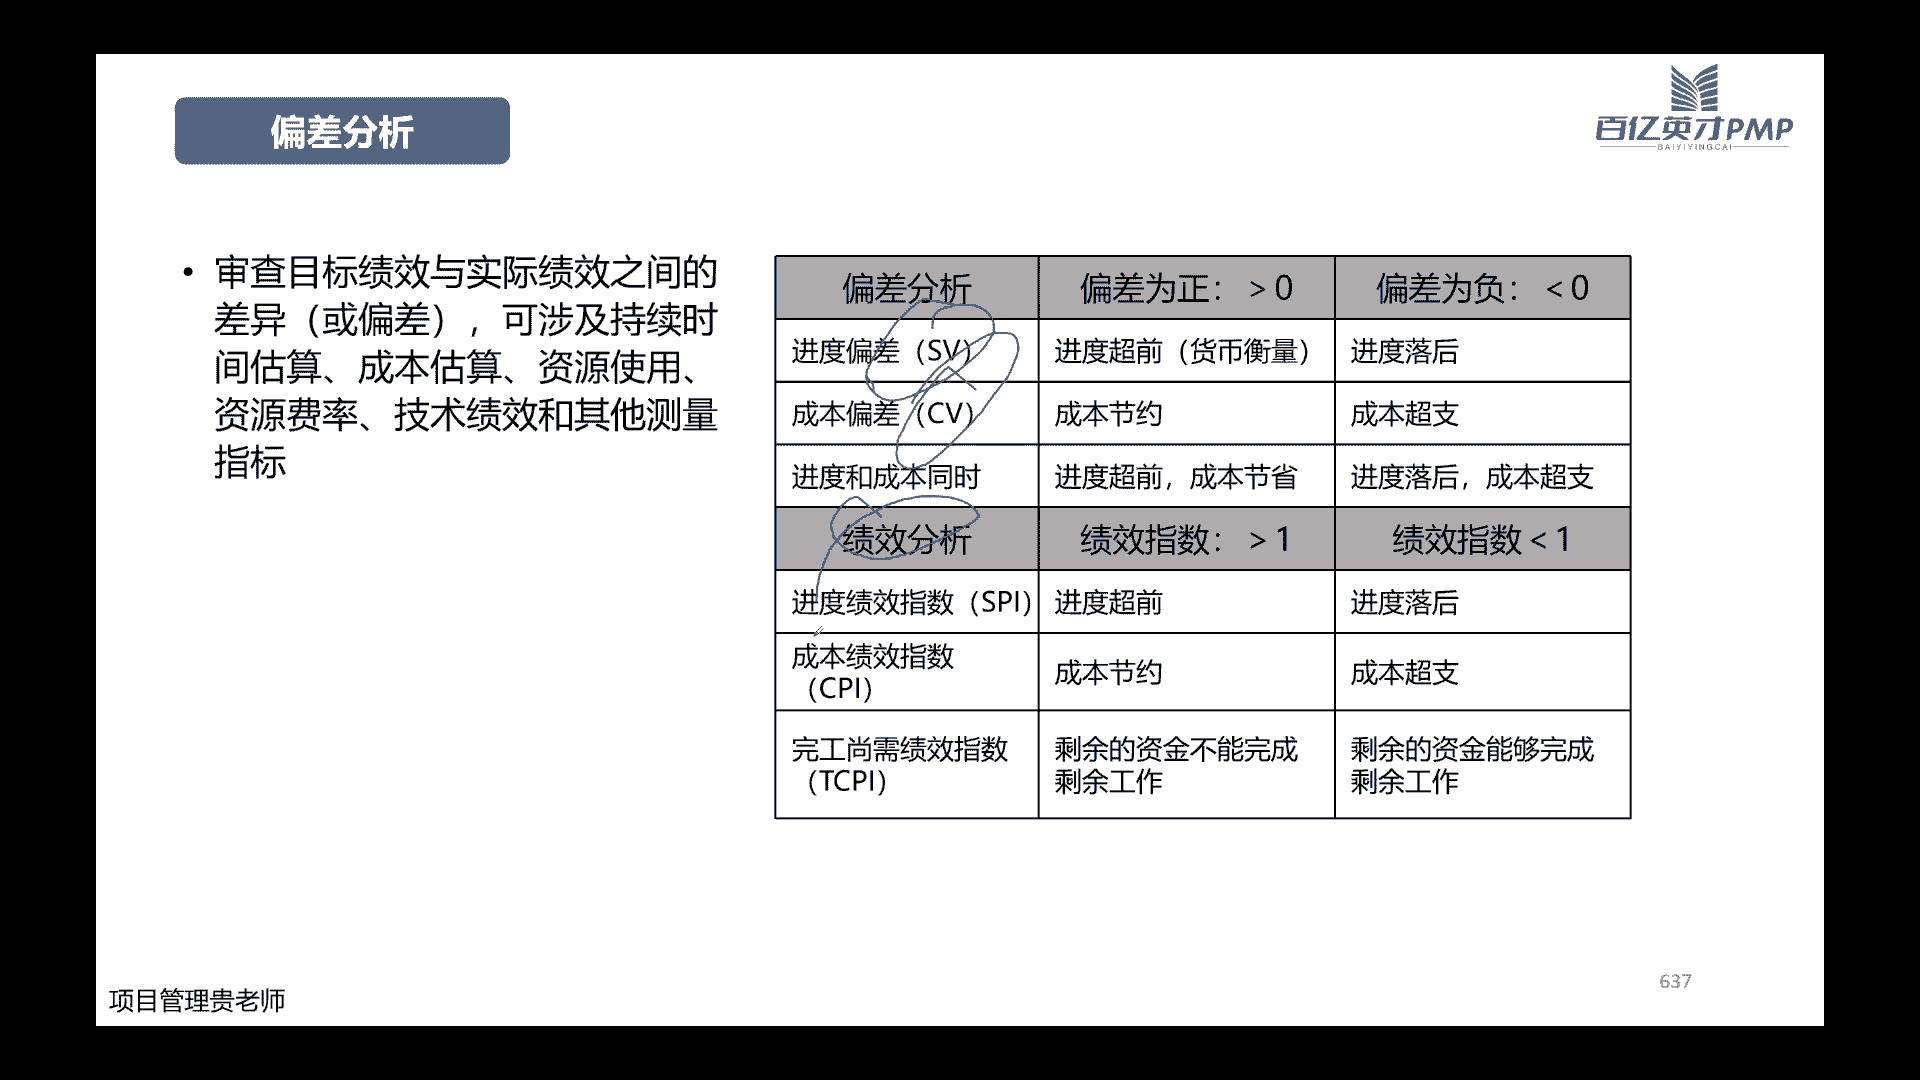 偏差分析
百亿英才PMP
BAIYIYINGCAI
• 审查目标绩效与实际绩效之间的
差异（或偏差），可涉及持续时
间估算、成本估算、资源使用、
资源费率、技术绩效和其他测量
指标
偏差分析 偏差为正：＞0 偏差为负：＜0
进度偏差（SV） 进度超前（货币衡量） 进度落后
成本偏差（CV） 成本节约 成本超支
进度和成本同时 进度超前，成本节省 进度落后，成本超支
绩效分析 绩效指数：＞1 绩效指数＜1
进度绩效指数（SPI） 进度超前 进度落后
成本绩效指数
（CPI） 成本节约 成本超支
完工尚需绩效指数 剩余的资金不能完成 剩余的资金能够完成
（TCPI） 剩余工作 剩余工作
637
项目管理贵老师